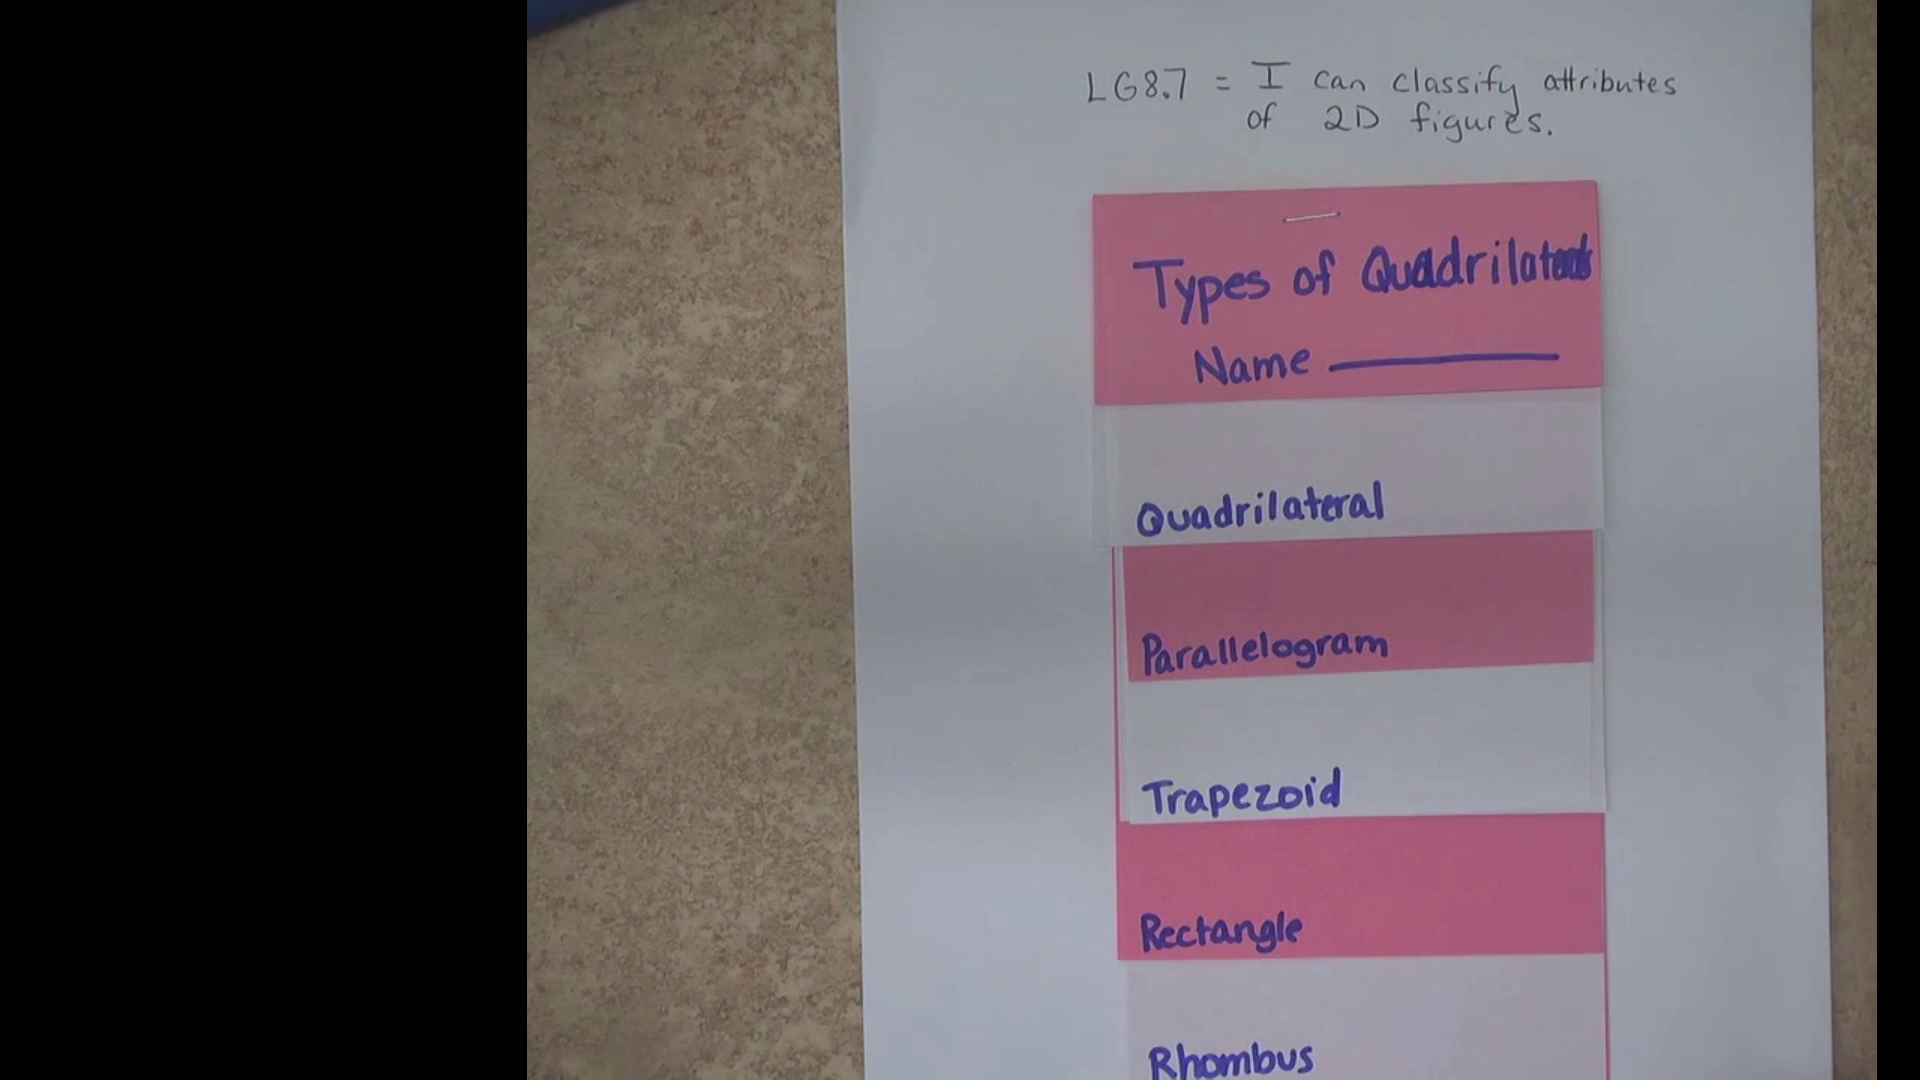 LG8.7 = I can classify attributes
of 2D figures.
Types of Quadrilaterals
Name
Quadrilateral
Parallelogram
Trapezoid
Rectangle
Rhombus